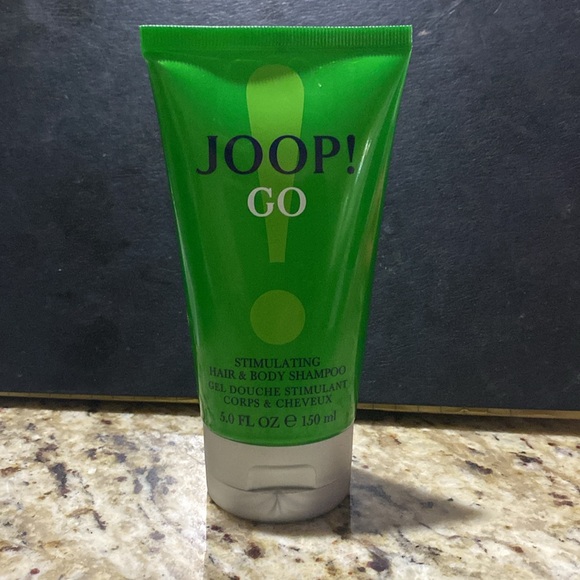 JOOP!
GO
STIMULATING
HAIR & BODY SHAMPOO
GEL DOUCHE STIMULANT
CORPS & CHEVEUX
5.0 FL OZ ℮ 150 ml